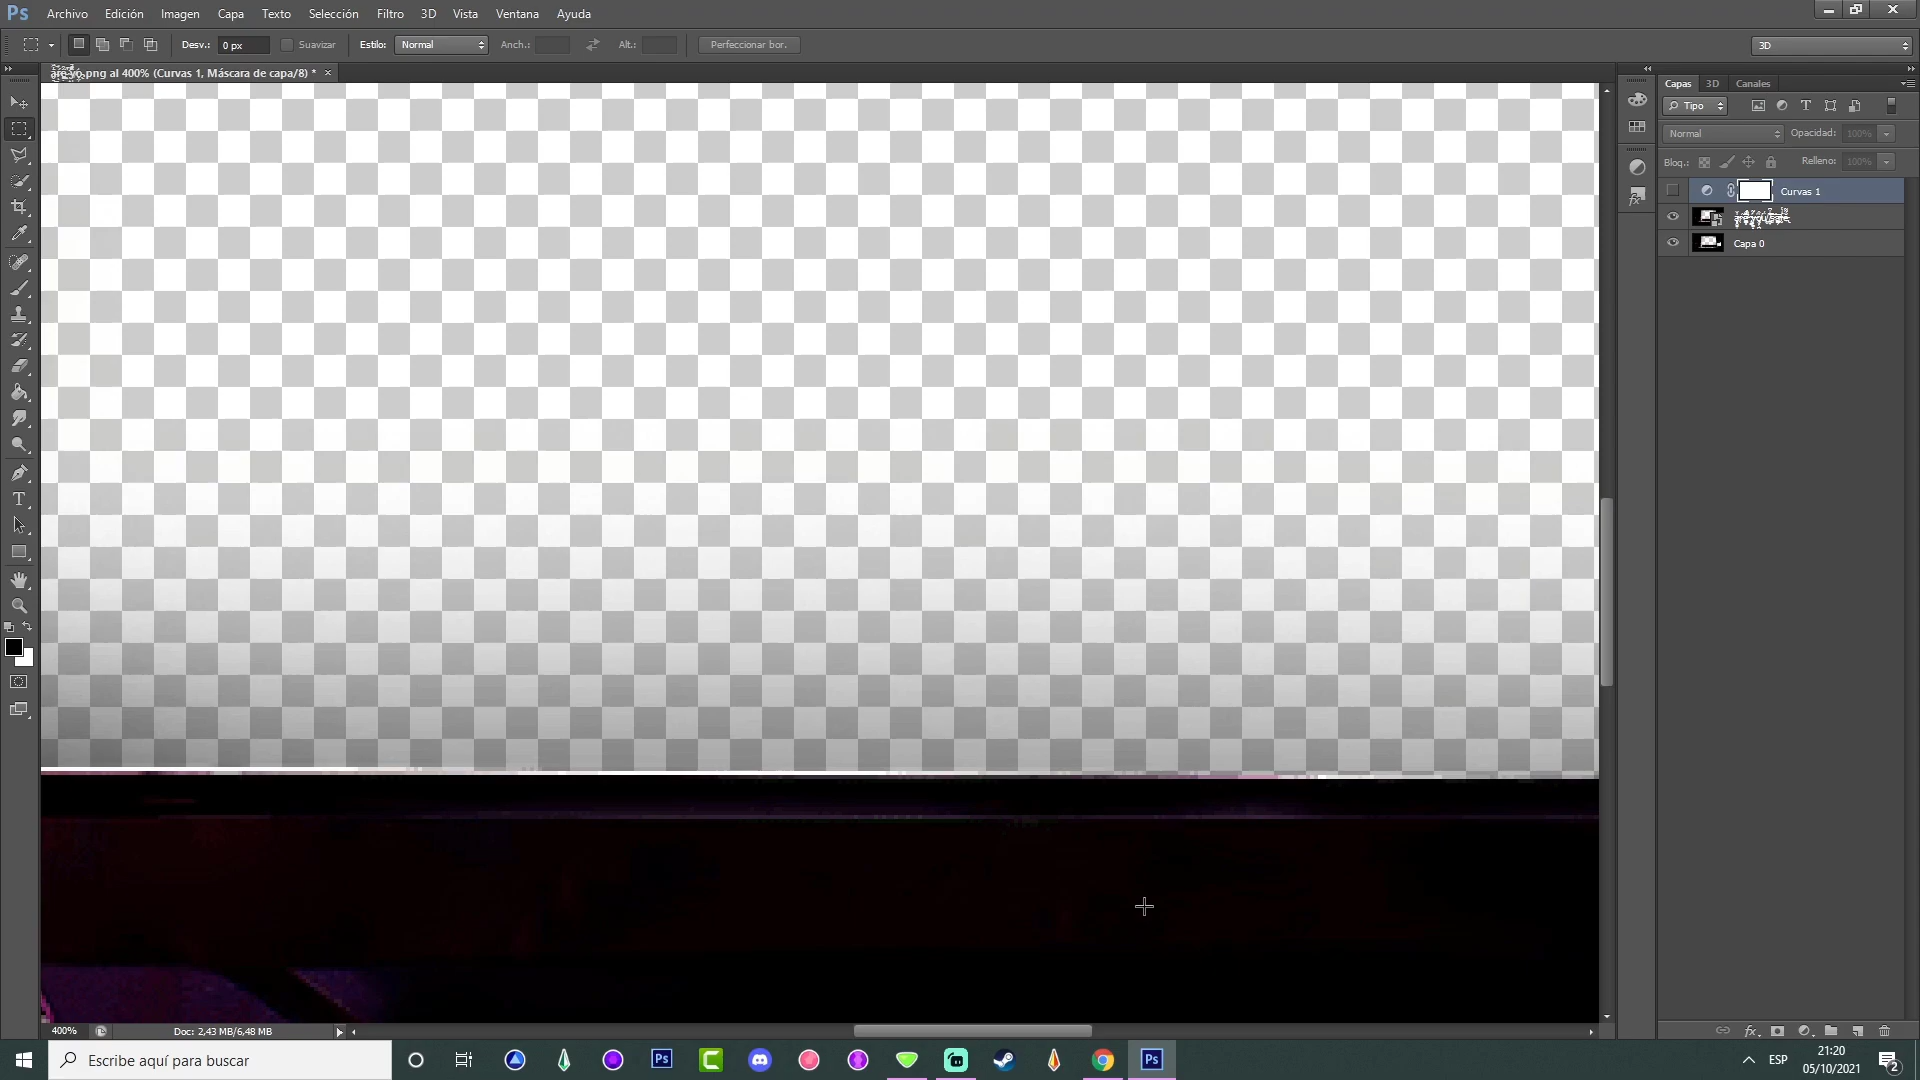 Ps Archivo Edición Imagen Capa Texto Selección Filtro 3D Vista Ventana Ayuda
Desv.: 0 px Suavizar Estilo: Normal Anch.: Alt.: Perfeccionar bor. 3D
.png al 400% (Curvas 1, Máscara de capa/8) * ×
Capas 3D Canales
Tipo
Normal Opacidad: 100%
Bloq.: Relleno: 100%
Curvas 1
Capa 0
400% Doc: 2,43 MB/6,48 MB
Escribe aquí para buscar
ESP
21:20
05/10/2021
2